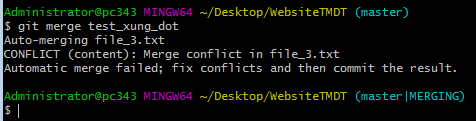 Administrator@pc343 MINGW64 ~/Desktop/WebsiteTMDT (master)
$ git merge test_xung_dot
Auto-merging file_3.txt
CONFLICT (content): Merge conflict in file_3.txt
Automatic merge failed; fix conflicts and then commit the result.
Administrator@pc343 MINGW64 ~/Desktop/WebsiteTMDT (master|MERGING)
$